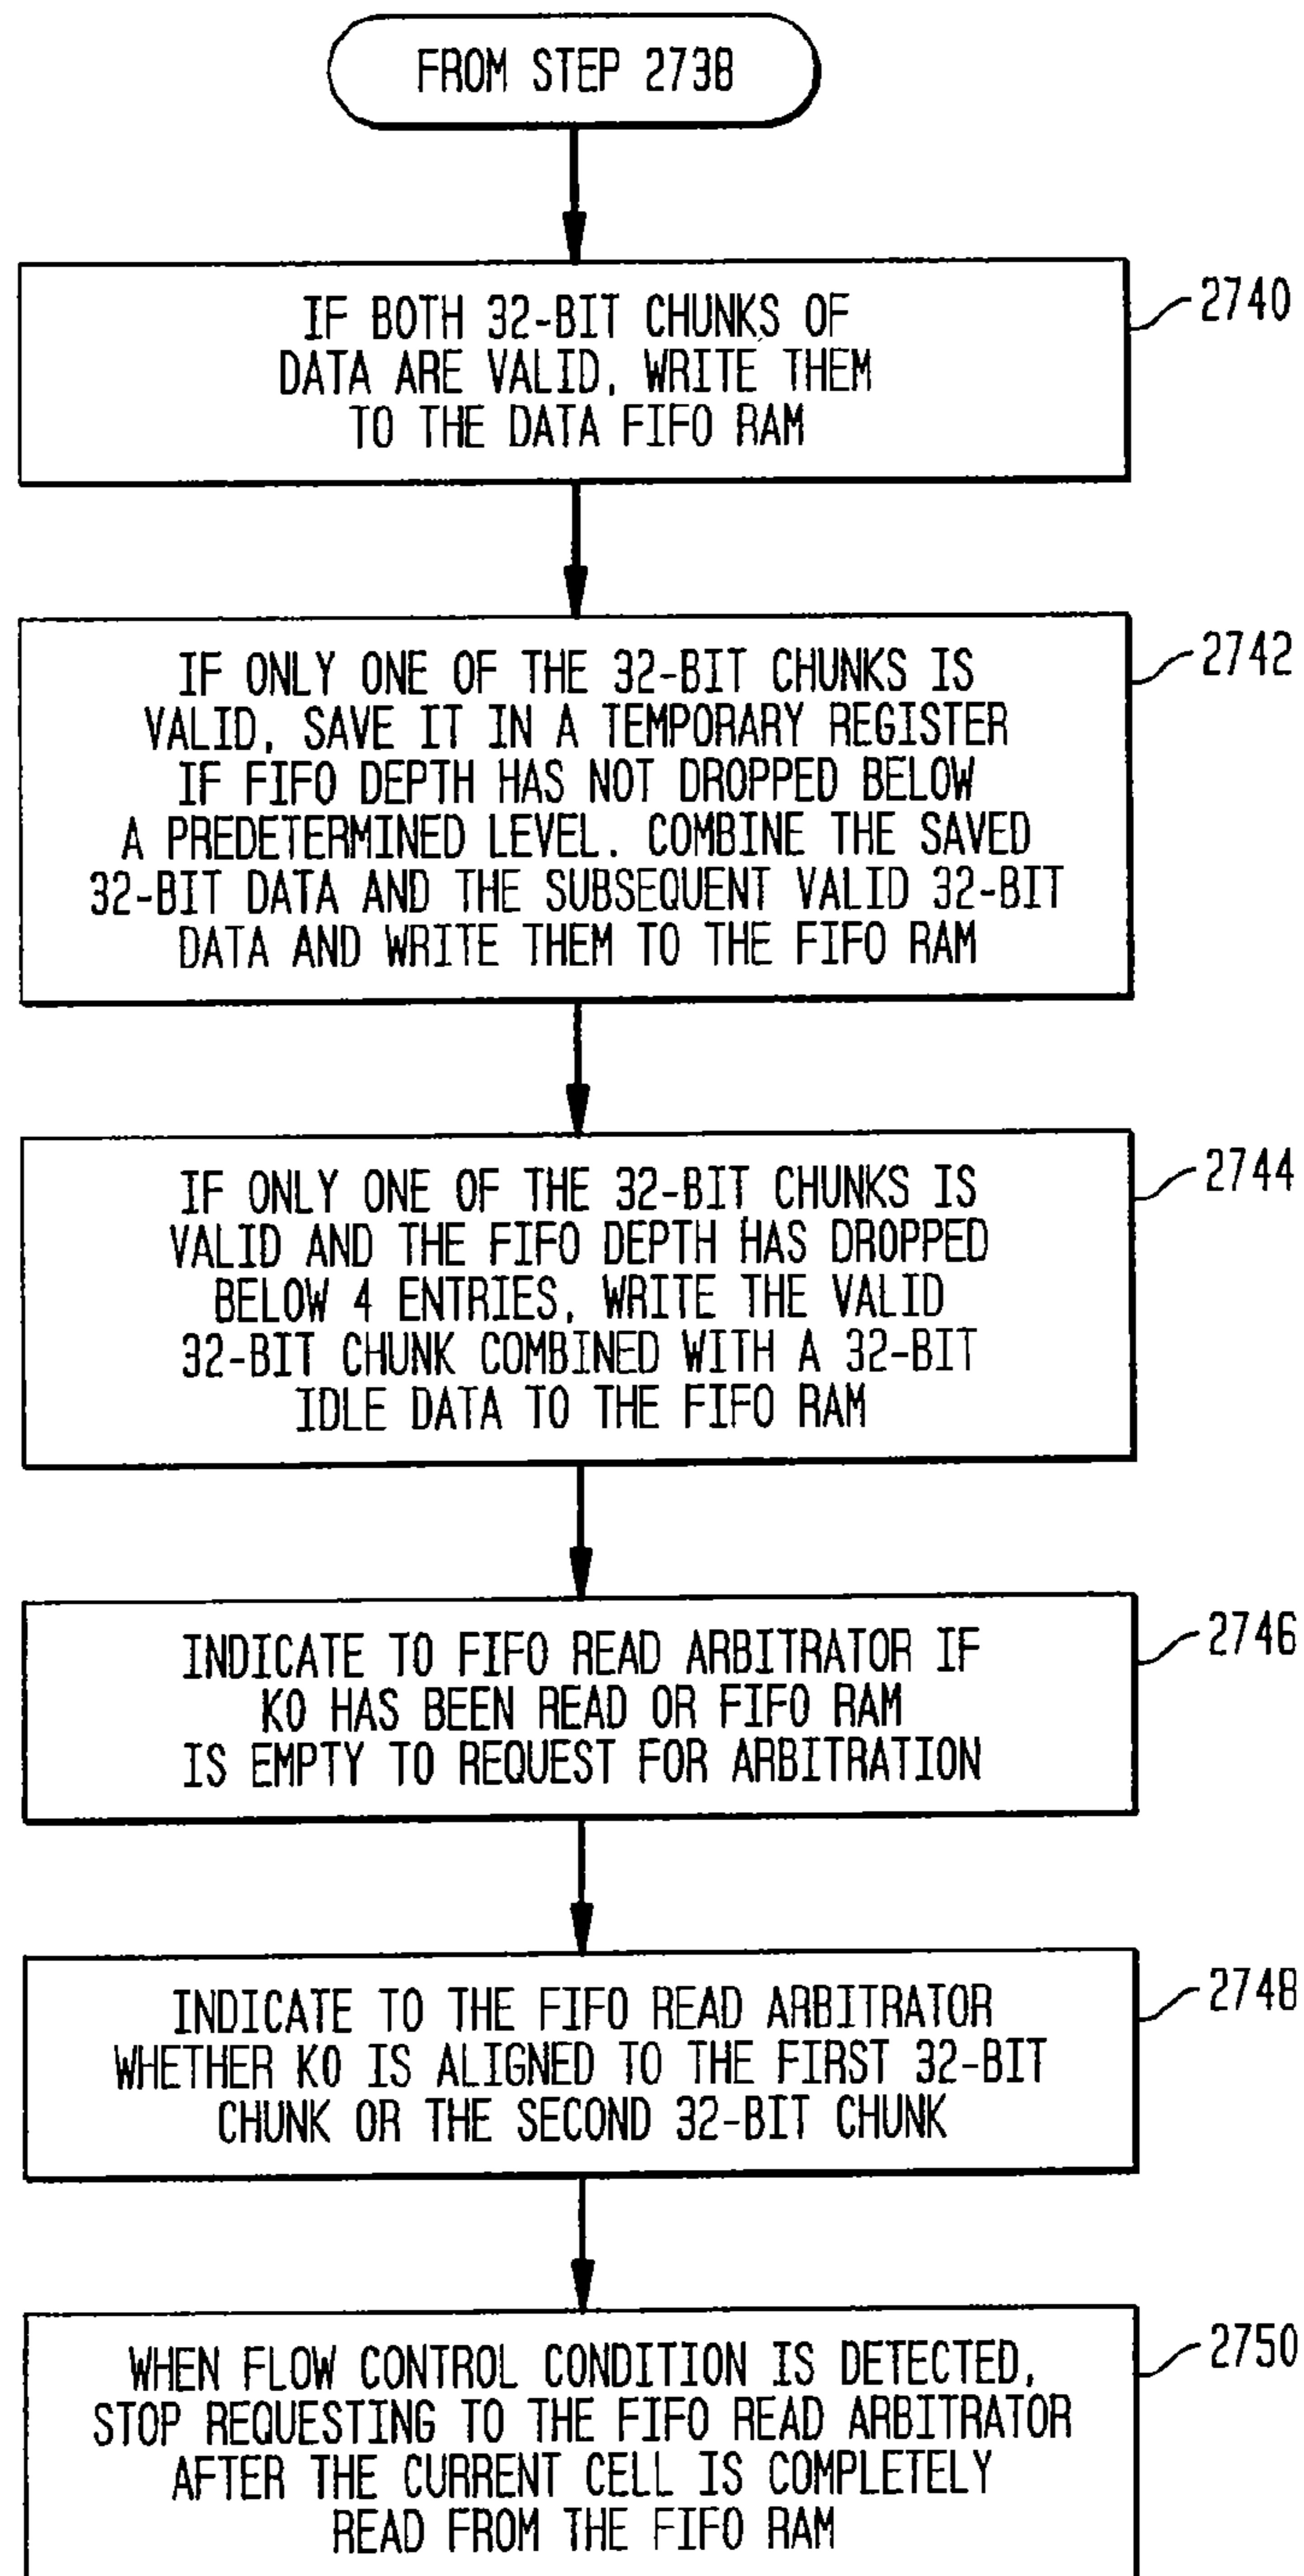 FROM STEP 2738
IF BOTH 32-BIT CHUNKS OF
DATA ARE VALID, WRITE THEM
TO THE DATA FIFO RAM
2740
IF ONLY ONE OF THE 32-BIT CHUNKS IS
VALID, SAVE IT IN A TEMPORARY REGISTER
IF FIFO DEPTH HAS NOT DROPPED BELOW
A PREDETERMINED LEVEL. COMBINE THE SAVED
32-BIT DATA AND THE SUBSEQUENT VALID 32-BIT
DATA AND WRITE THEM TO THE FIFO RAM
2742
IF ONLY ONE OF THE 32-BIT CHUNKS IS
VALID AND THE FIFO DEPTH HAS DROPPED
BELOW 4 ENTRIES, WRITE THE VALID
32-BIT CHUNK COMBINED WITH A 32-BIT
IDLE DATA TO THE FIFO RAM
2744
INDICATE TO FIFO READ ARBITRATOR IF
K0 HAS BEEN READ OR FIFO RAM
IS EMPTY TO REQUEST FOR ARBITRATION
2746
INDICATE TO THE FIFO READ ARBITRATOR
WHETHER K0 IS ALIGNED TO THE FIRST 32-BIT
CHUNK OR THE SECOND 32-BIT CHUNK
2748
WHEN FLOW CONTROL CONDITION IS DETECTED,
STOP REQUESTING TO THE FIFO READ ARBITRATOR
AFTER THE CURRENT CELL IS COMPLETELY
READ FROM THE FIFO RAM
2750